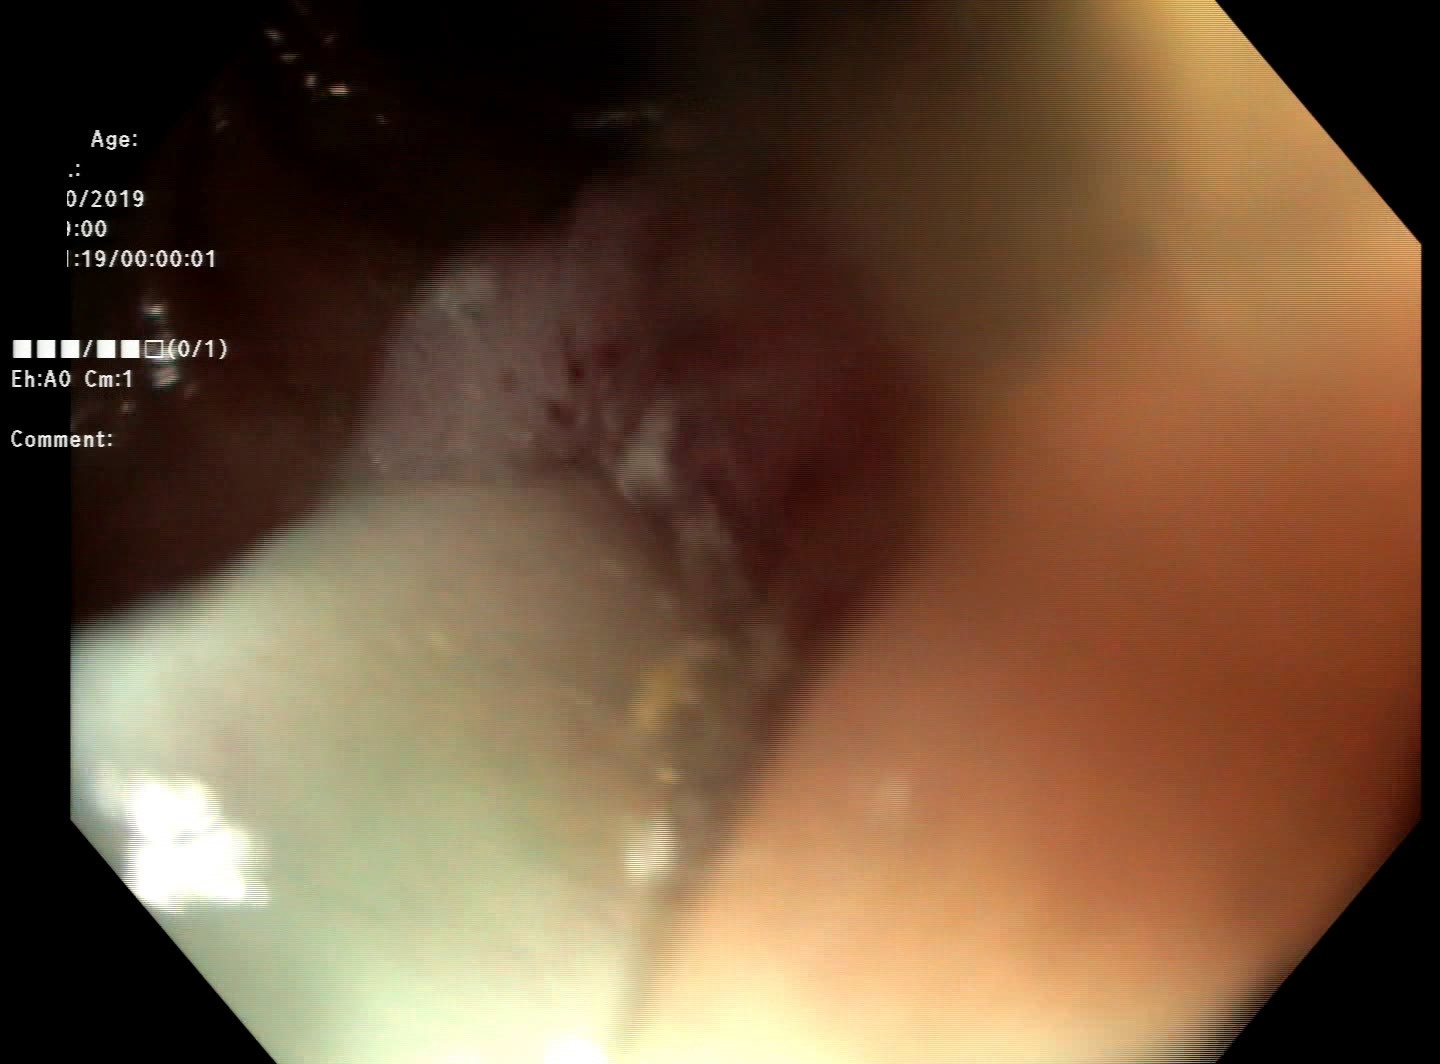 Age:
.:
0/2019
:00
:19/00:00:01
■■■/■■□(0/1)
Eh:A0 Cm:1
Comment: